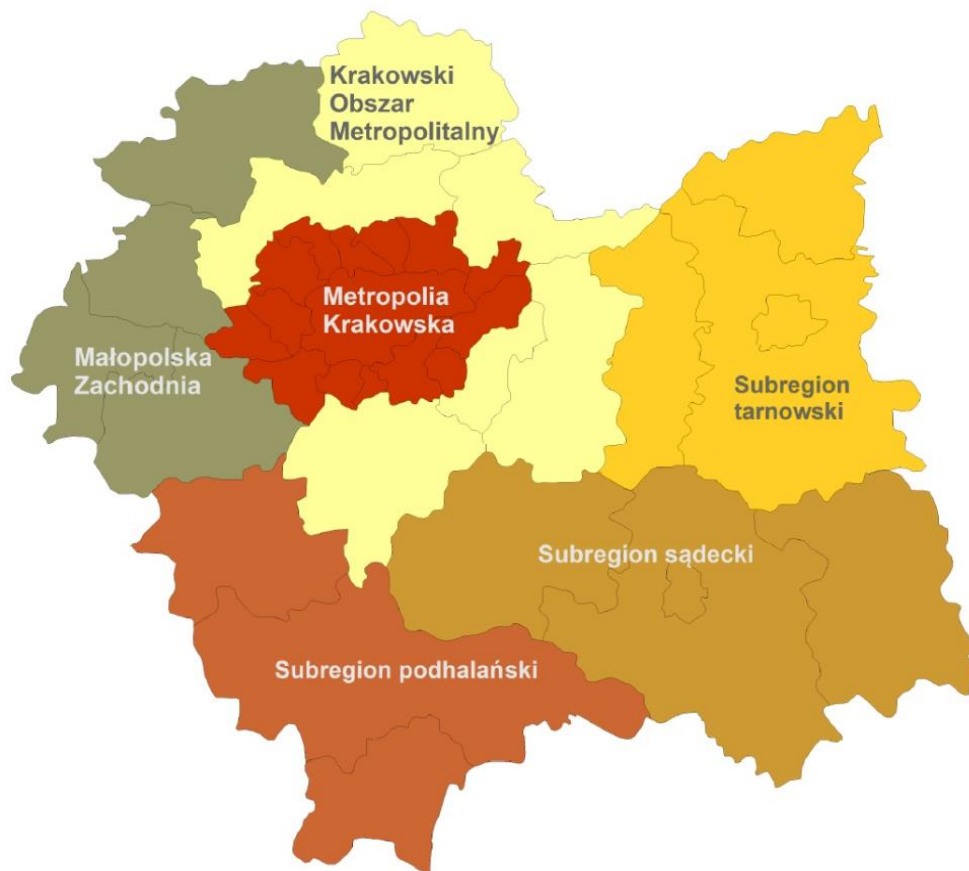 Krakowski
Obszar
Metropolitalny
Metropolia
Krakowska
Małopolska
Zachodnia
Subregion
tarnowski
Subregion sądecki
Subregion podhalański